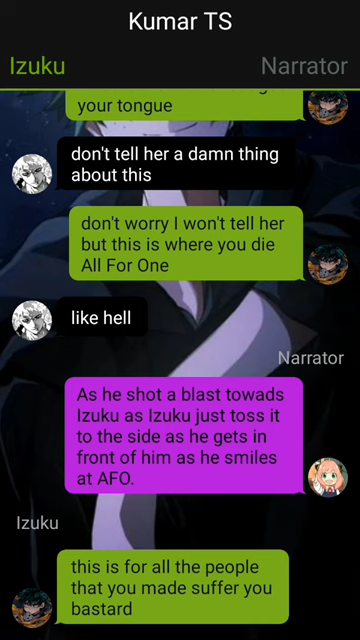 Kumar TS
Izuku
Narrator
your tongue
don't tell her a damn thing
about this
don't worry I won't tell her
but this is where you die
All For One
like hell
Narrator
As he shot a blast towads
Izuku as Izuku just toss it
to the side as he gets in
front of him as he smiles
at AFO.
Izuku
this is for all the people
that you made suffer you
bastard